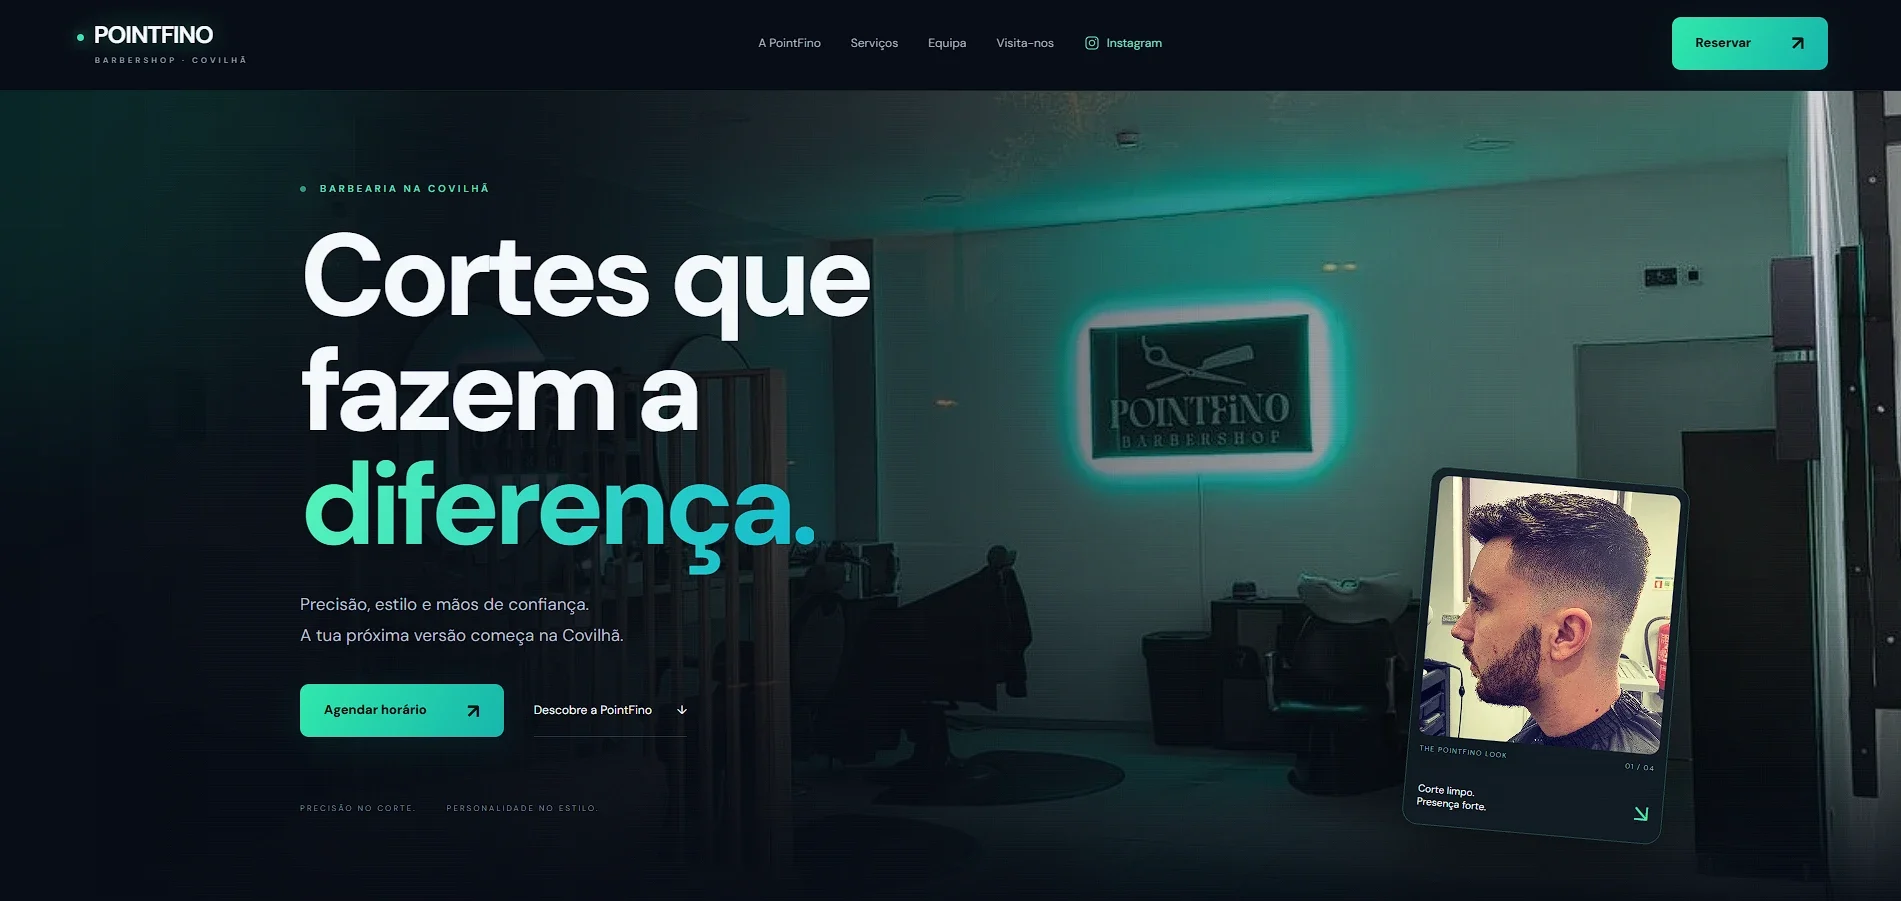 POINTFINO
BARBERSHOP · COVILHÃ
A PointFino
Serviços
Equipa
Visita-nos
Instagram
Reservar
BARBEARIA NA COVILHÃ
Cortes que
fazem a
diferença.
Precisão, estilo e mãos de confiança.
A tua próxima versão começa na Covilhã.
Agendar horário
Descobre a PointFino
PRECISÃO NO CORTE.
PERSONALIDADE NO ESTILO.
POINTFiNO
BARBERSHOP
THE POINTFINO LOOK
01 / 04
Corte limpo.
Presença forte.